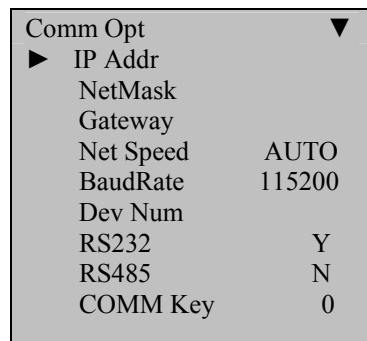 Comm Opt ▼
► IP Addr
NetMask
Gateway
Net Speed AUTO
BaudRate 115200
Dev Num
RS232 Y
RS485 N
COMM Key 0